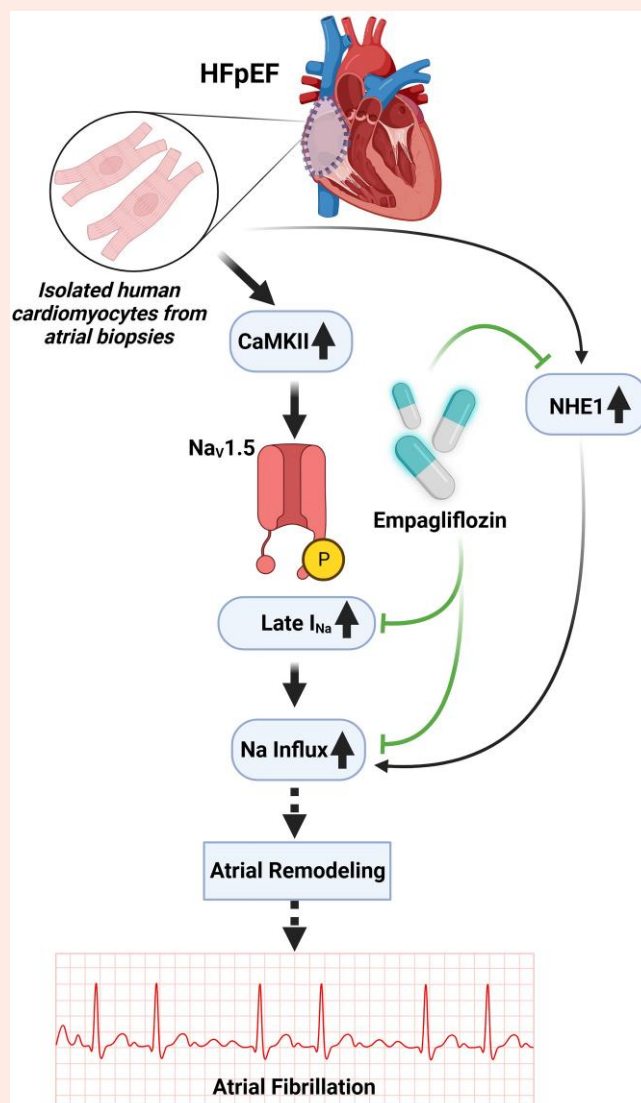 HFpEF
Isolated human
cardiomyocytes from
atrial biopsies
CaMKII
NHE1
Naᵥ1.5
Empagliflozin
P
Late Iₙₐ
Na Influx
Atrial Remodeling
Atrial Fibrillation